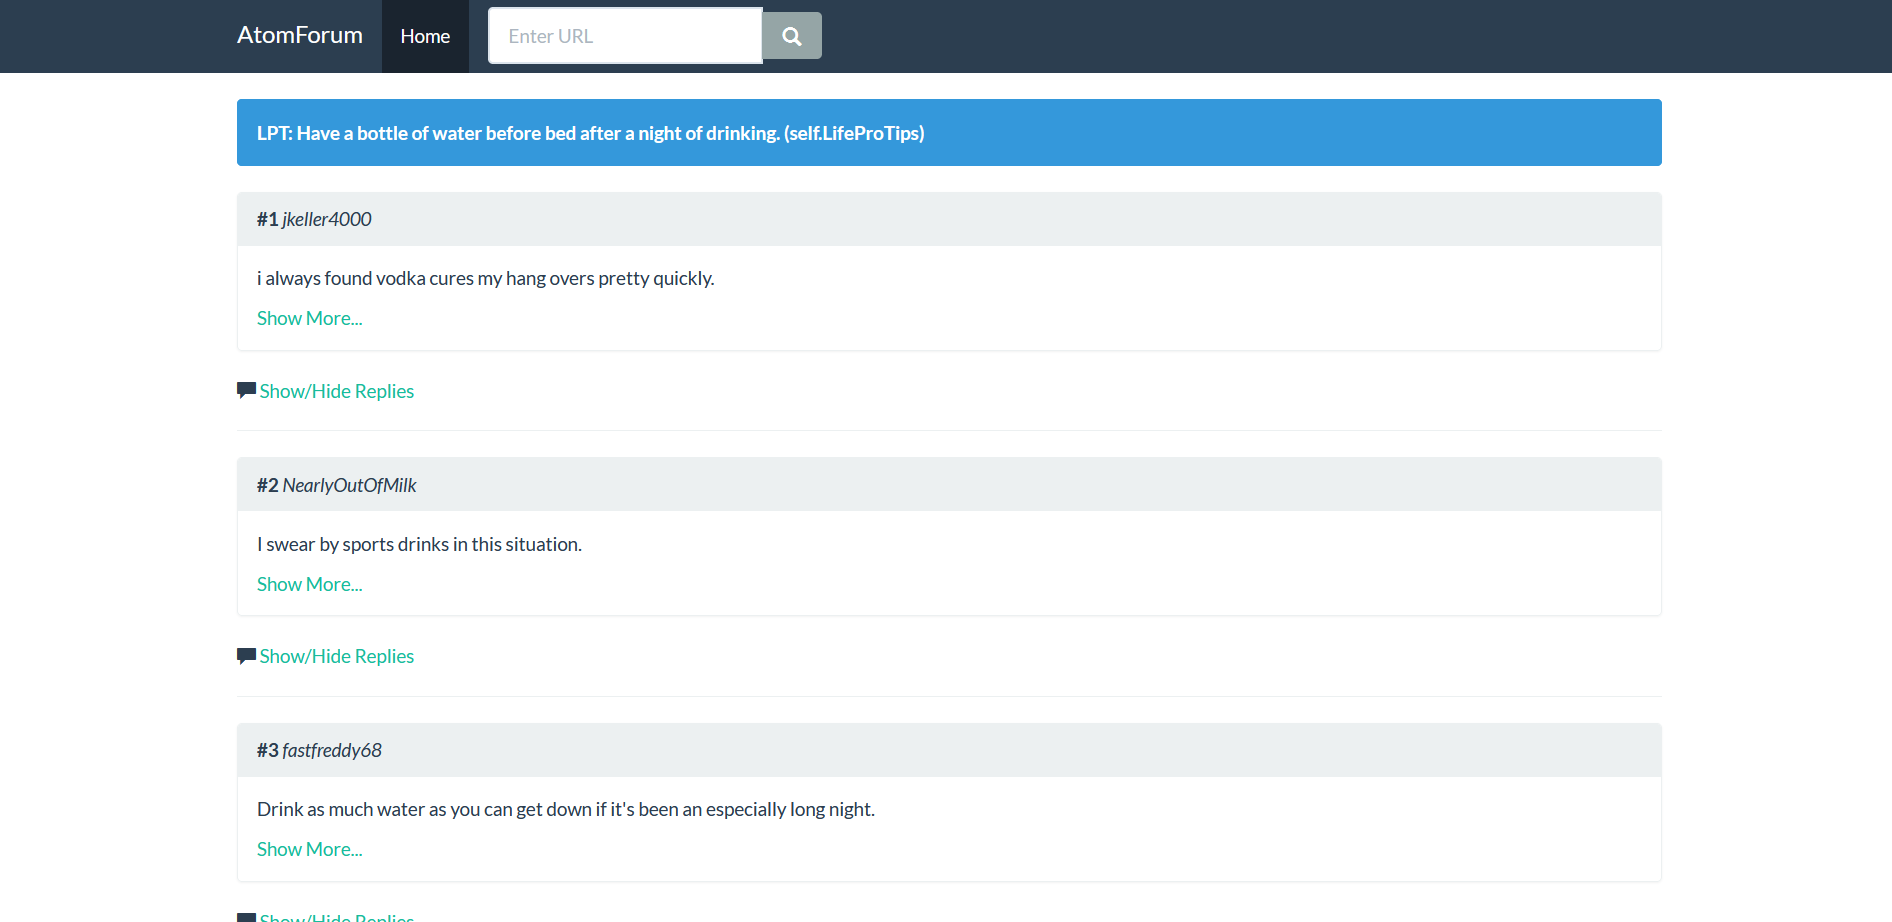 AtomForum Home Enter URL
LPT: Have a bottle of water before bed after a night of drinking. (self.LifeProTips)
#1 jkeller4000
i always found vodka cures my hang overs pretty quickly.
Show More...
Show/Hide Replies
#2 NearlyOutOfMilk
I swear by sports drinks in this situation.
Show More...
Show/Hide Replies
#3 fastfreddy68
Drink as much water as you can get down if it's been an especially long night.
Show More...
Show/Hide Replies